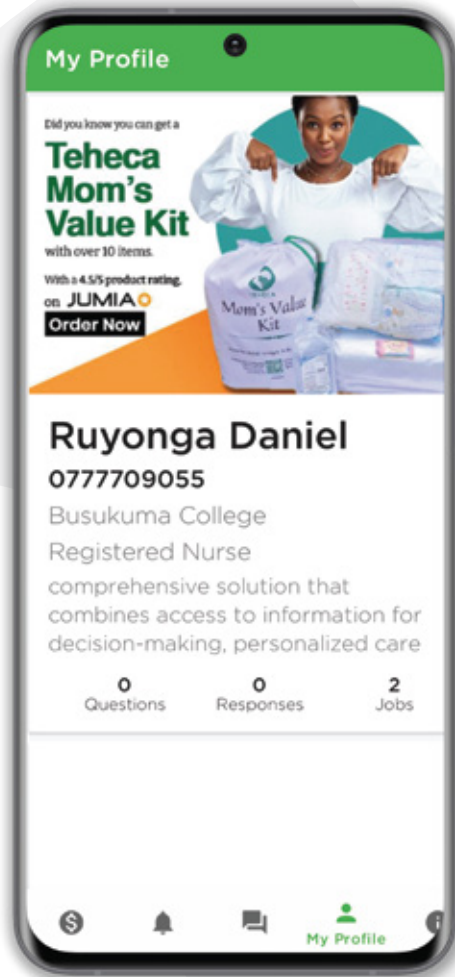 My Profile
Did you know you can get a
Teheca
Mom's
Value Kit
with over 10 items.
With a 4.5/5 product rating,
on JUMIA
Order Now
TEHECA
Mom's Value
Kit
Ruyonga Daniel
0777709055
Busukuma College
Registered Nurse
comprehensive solution that
combines access to information for
decision-making, personalized care
0 0 2
Questions Responses Jobs
My Profile